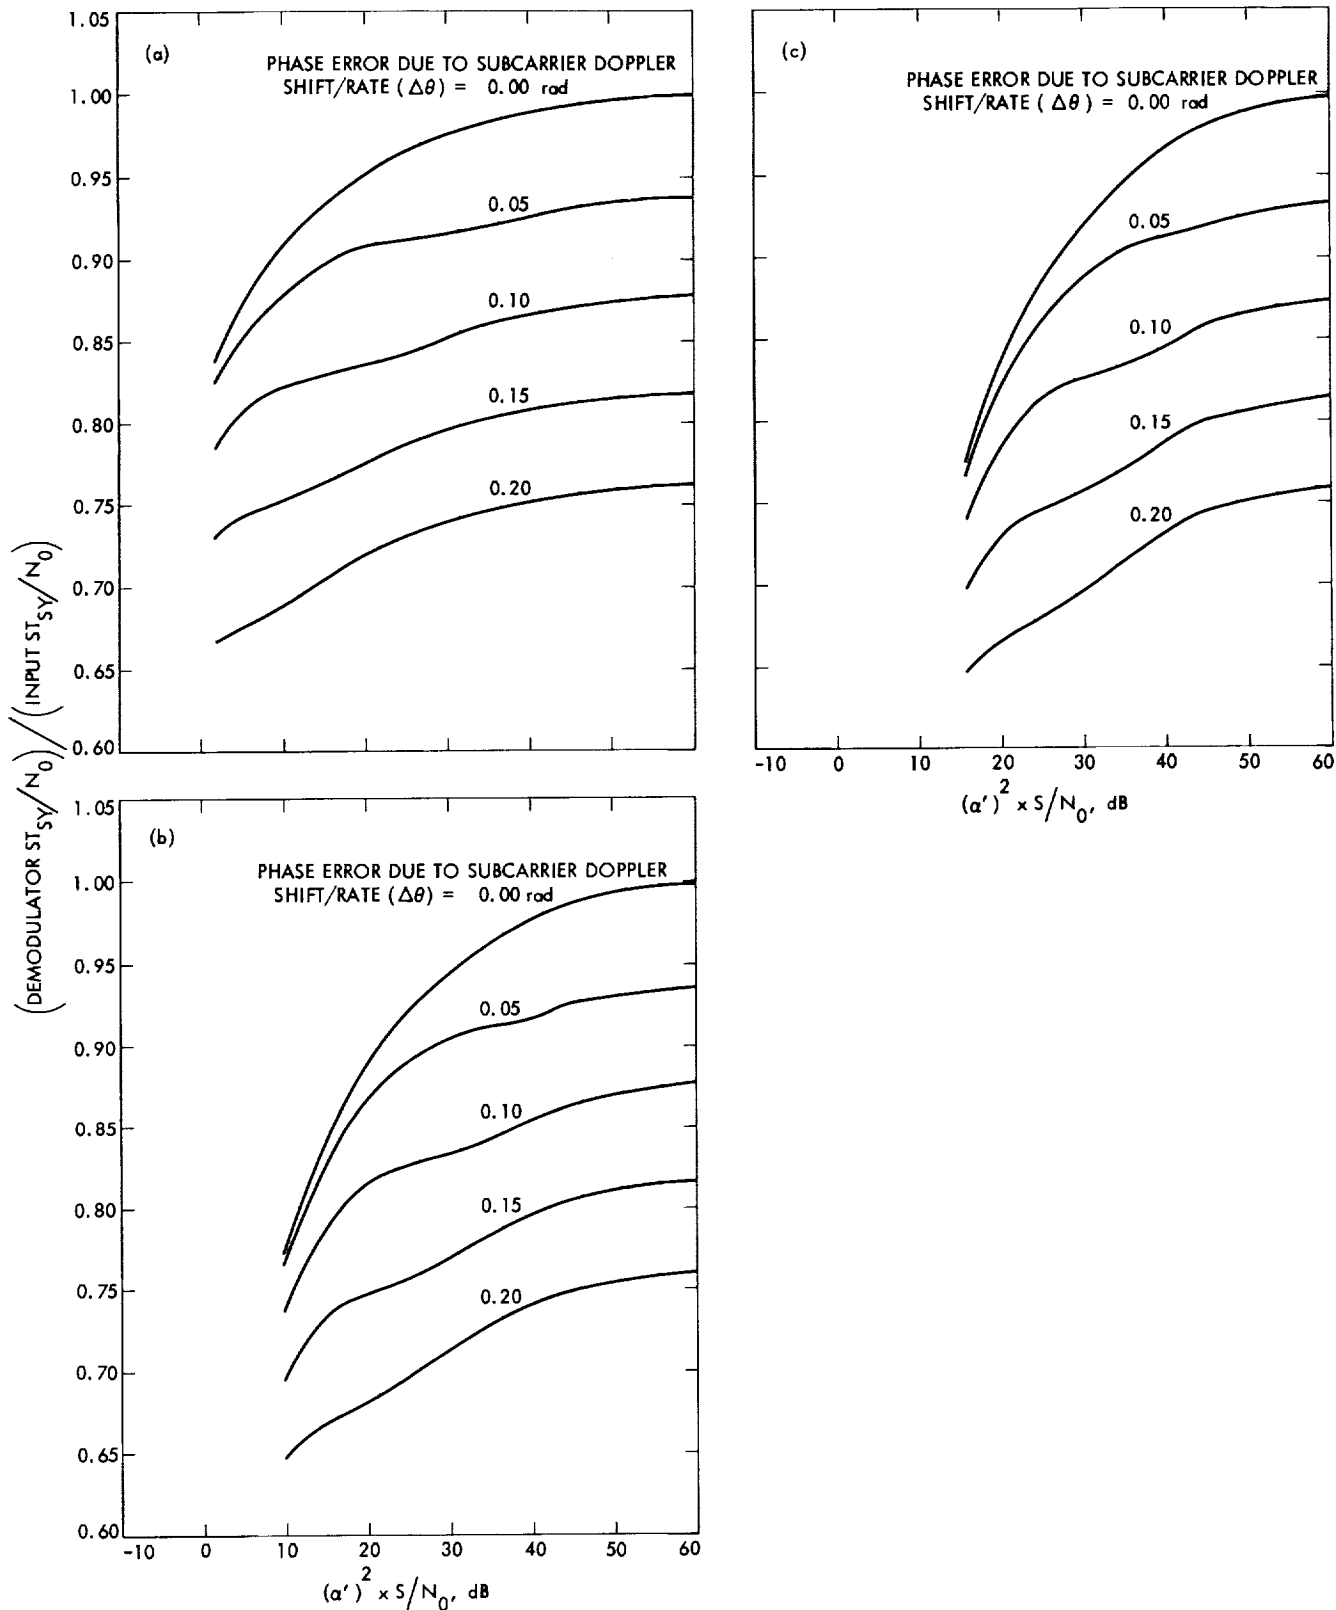 (a)
PHASE ERROR DUE TO SUBCARRIER DOPPLER
SHIFT/RATE (Δθ) = 0.00 rad
0.05
0.10
0.15
0.20
1.05
1.00
0.95
0.90
0.85
0.80
0.75
0.70
0.65
0.60
(c)
PHASE ERROR DUE TO SUBCARRIER DOPPLER
SHIFT/RATE (Δθ) = 0.00 rad
0.05
0.10
0.15
0.20
-10 0 10 20 30 40 50 60
(α')² × S/N₀, dB
(DEMODULATOR ST_SY/N₀) / (INPUT ST_SY/N₀)
(b)
PHASE ERROR DUE TO SUBCARRIER DOPPLER
SHIFT/RATE (Δθ) = 0.00 rad
0.05
0.10
0.15
0.20
1.05
1.00
0.95
0.90
0.85
0.80
0.75
0.70
0.65
0.60
-10 0 10 20 30 40 50 60
(α')² × S/N₀, dB